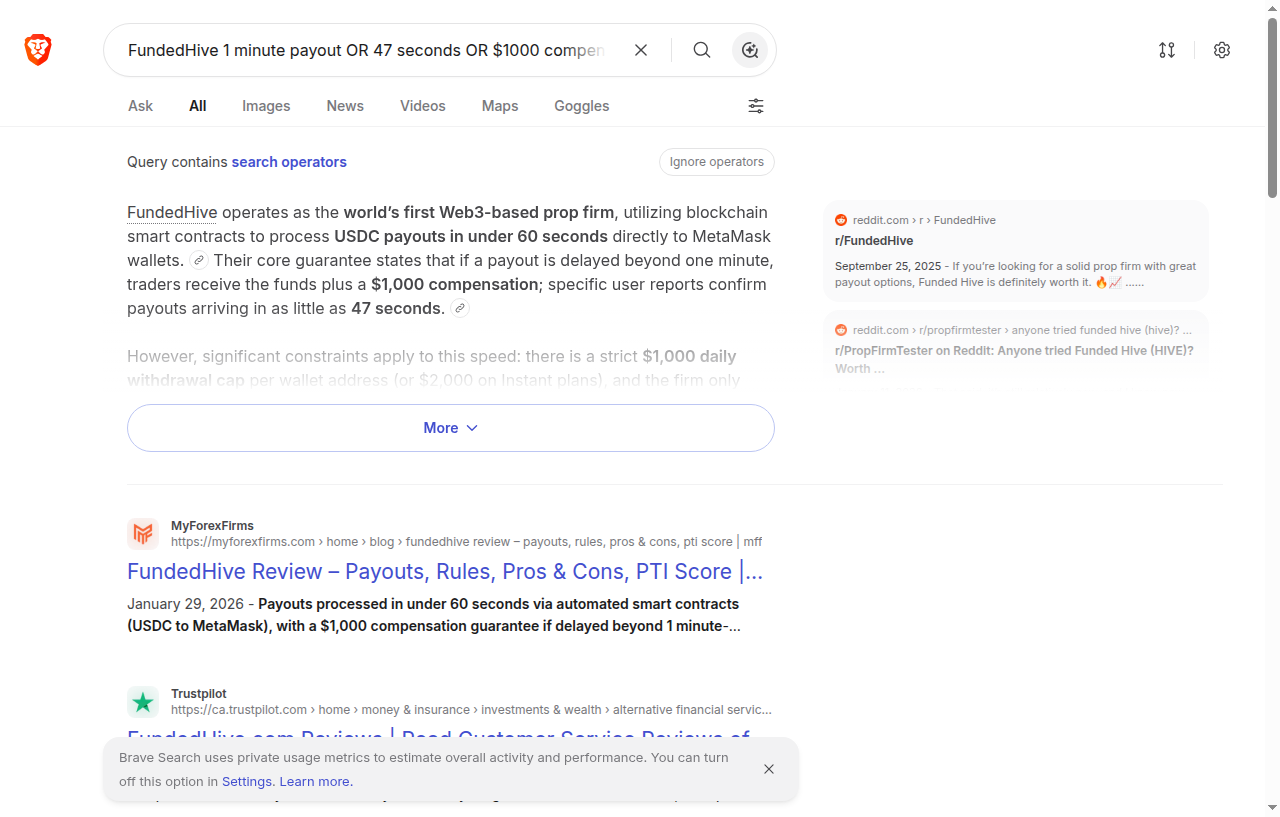 FundedHive 1 minute payout OR 47 seconds OR $1000 compen
Ask
All
Images
News
Videos
Maps
Goggles
Query contains search operators
Ignore operators
FundedHive operates as the world's first Web3-based prop firm, utilizing blockchain
smart contracts to process USDC payouts in under 60 seconds directly to MetaMask
wallets. Their core guarantee states that if a payout is delayed beyond one minute,
traders receive the funds plus a $1,000 compensation; specific user reports confirm
payouts arriving in as little as 47 seconds.
However, significant constraints apply to this speed: there is a strict $1,000 daily
withdrawal cap per wallet address (or $2,000 on Instant plans), and the firm only
More
reddit.com › r › FundedHive
r/FundedHive
September 25, 2025 - If you're looking for a solid prop firm with great
payout options, Funded Hive is definitely worth it. 🔥📈 ......
reddit.com › r/propfirmtester › anyone tried funded hive (hive)? ...
r/PropFirmTester on Reddit: Anyone tried Funded Hive (HIVE)?
Worth ...
MyForexFirms
https://myforexfirms.com › home › blog › fundedhive review – payouts, rules, pros & cons, pti score | mff
FundedHive Review – Payouts, Rules, Pros & Cons, PTI Score |...
January 29, 2026 - Payouts processed in under 60 seconds via automated smart contracts
(USDC to MetaMask), with a $1,000 compensation guarantee if delayed beyond 1 minute-...
Trustpilot
https://ca.trustpilot.com › home › money & insurance › investments & wealth › alternative financial servic...
FundedHive.com Reviews | Read Customer Service Reviews of
Brave Search uses private usage metrics to estimate overall activity and performance. You can turn
off this option in Settings. Learn more.